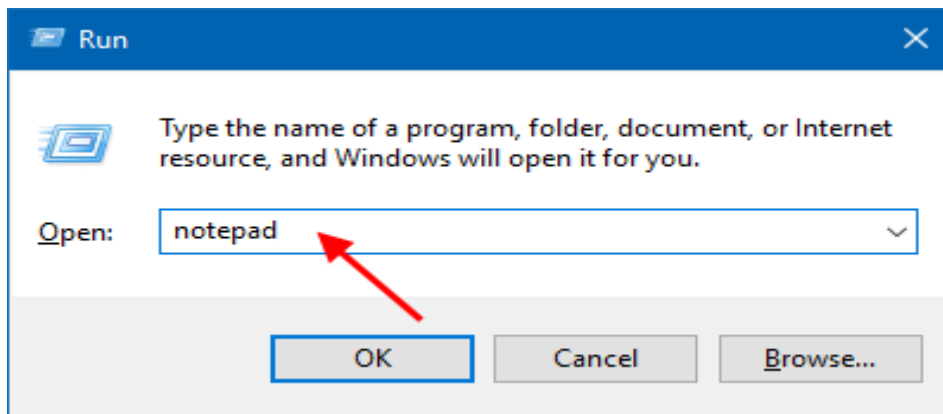 Run
Type the name of a program, folder, document, or Internet
resource, and Windows will open it for you.
Open: notepad
OK Cancel Browse...